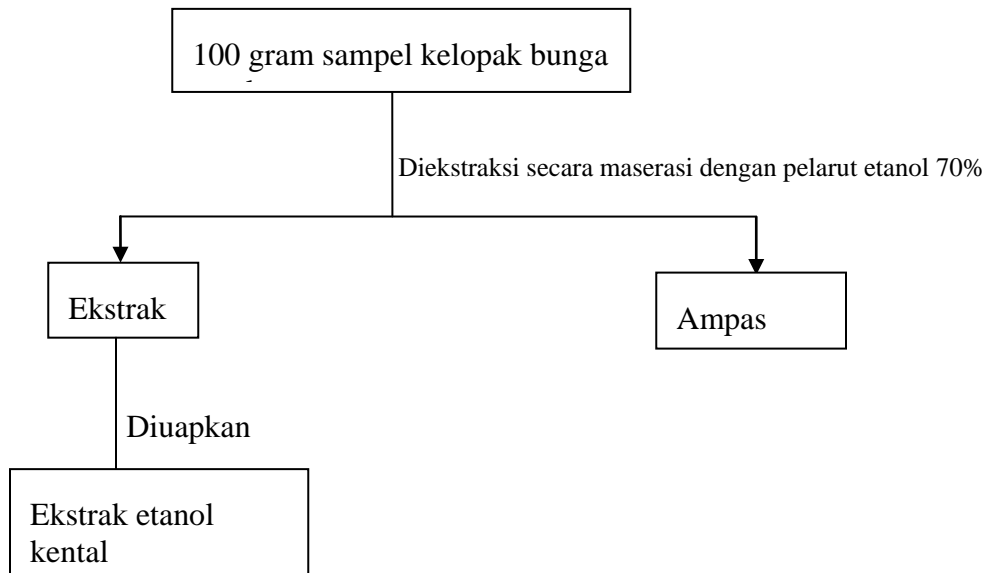 100 gram sampel kelopak bunga
Diekstraksi secara maserasi dengan pelarut etanol 70%
Ekstrak
Ampas
Diuapkan
Ekstrak etanol
kental